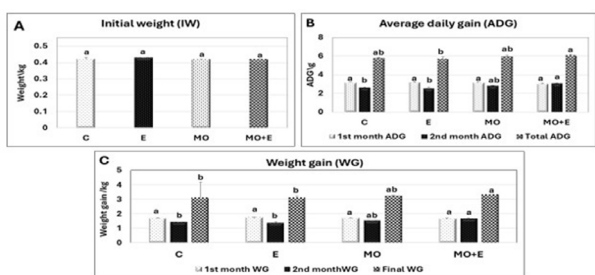 A
Initial weight (IW)
Weight\kg
0.5
0.4
0.3
0.2
0.1
0
a a a a
C E MO MO+E
B
Average daily gain (ADG)
ADG\g
8
6
4
2
0
a b ab a b b a ab ab a a a
C E MO MO+E
1st month ADG 2nd month ADG Total ADG
C
Weight gain (WG)
Weight gain /kg
5
4
3
2
1
0
a b b a b b a ab ab a a a
C E MO MO+E
1st month WG 2nd monthWG Final WG